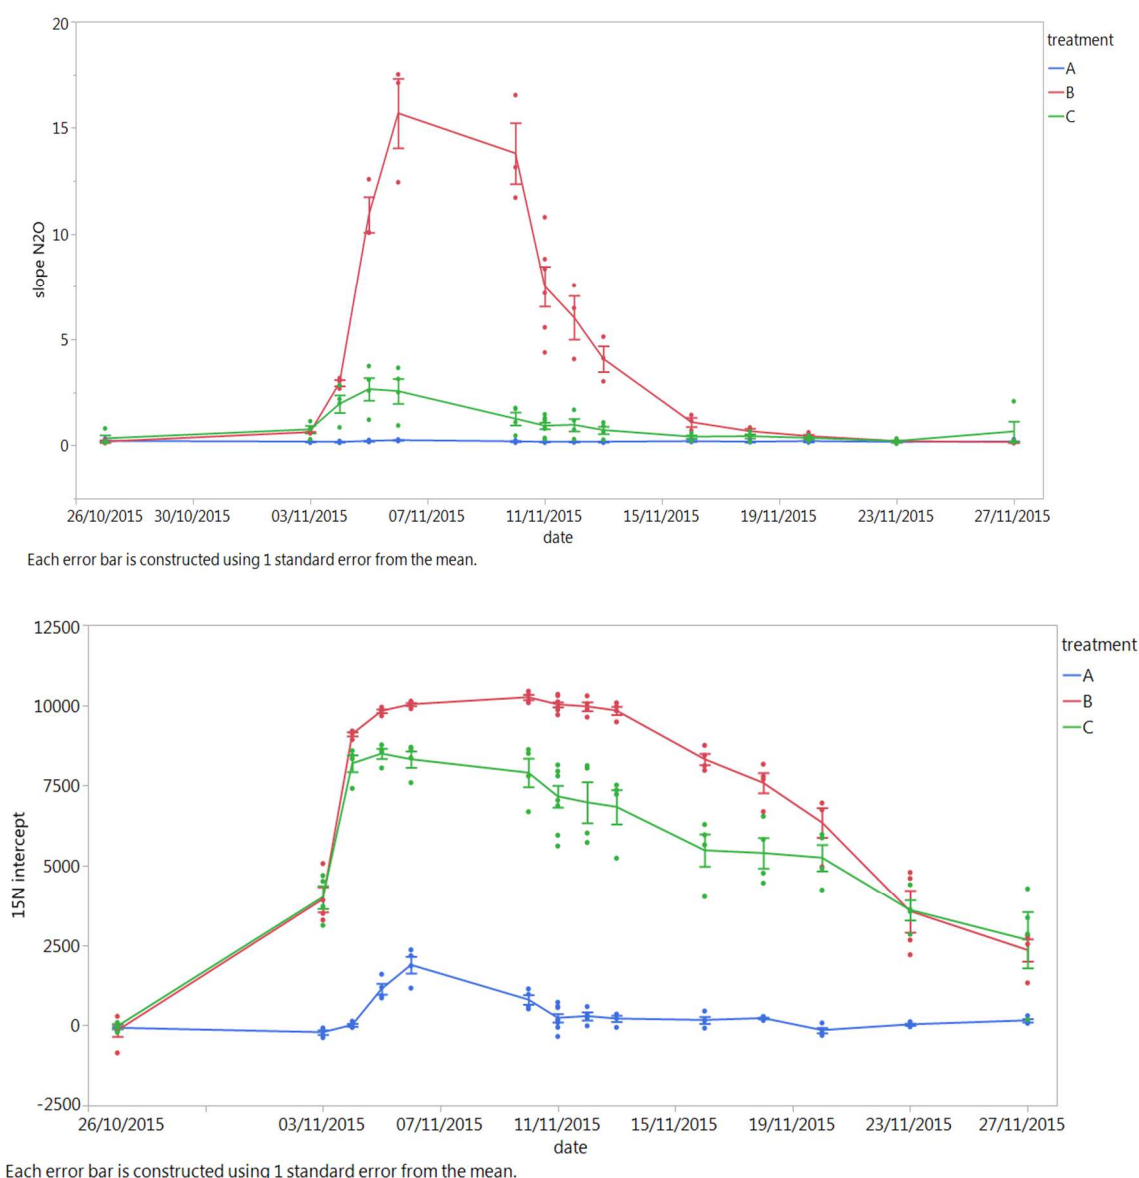 20
treatment
A
B
C
15
10
5
0
slope N2O
26/10/2015 30/10/2015 03/11/2015 07/11/2015 11/11/2015 15/11/2015 19/11/2015 23/11/2015 27/11/2015
date
Each error bar is constructed using 1 standard error from the mean.
12500
treatment
A
B
C
10000
7500
5000
2500
0
-2500
15N intercept
26/10/2015 03/11/2015 07/11/2015 11/11/2015 15/11/2015 19/11/2015 23/11/2015 27/11/2015
date
Each error bar is constructed using 1 standard error from the mean.